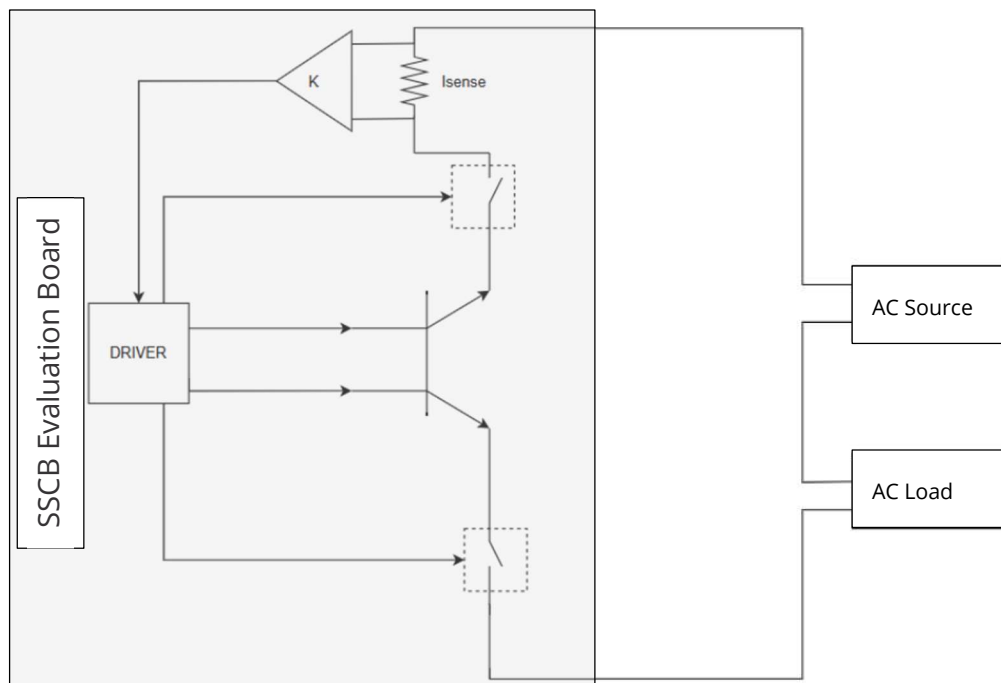 K
Isense
SSCB Evaluation Board
DRIVER
AC Source
AC Load